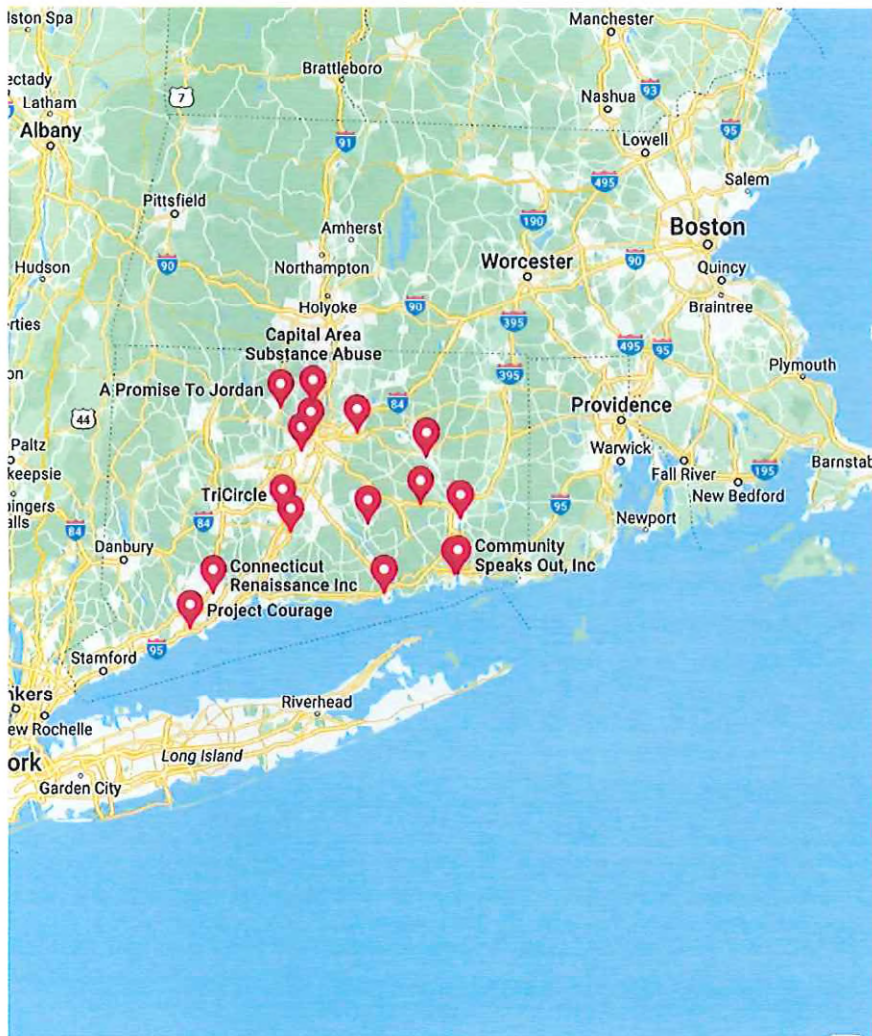 lston Spa
Manchester
Brattleboro
ectady
7
93
Latham
Nashua
Albany
91
95
Lowell
495
Salem
Pittsfield
190
Amherst
Boston
Hudson
90
Northampton
Worcester
90
Quincy
Holyoke
90
Braintree
erties
395
Capital Area
Substance Abuse
495
95
on
A Promise To Jordan
84
395
Plymouth
44
Providence
Paltz
Warwick
keepsie
Fall River
195
Barnstab
TriCircle
New Bedford
ningers
alls
84
84
95
Newport
Danbury
Connecticut
Renaissance Inc
Community
Speaks Out, Inc
Project Courage
95
Stamford
nkers
Riverhead
ew Rochelle
ork
Long Island
Garden City